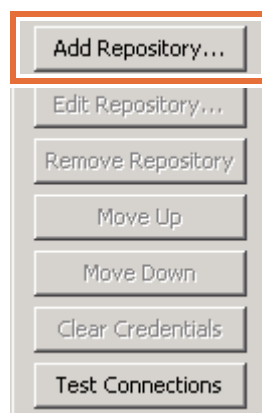 Add Repository...
Edit Repository...
Remove Repository
Move Up
Move Down
Clear Credentials
Test Connections